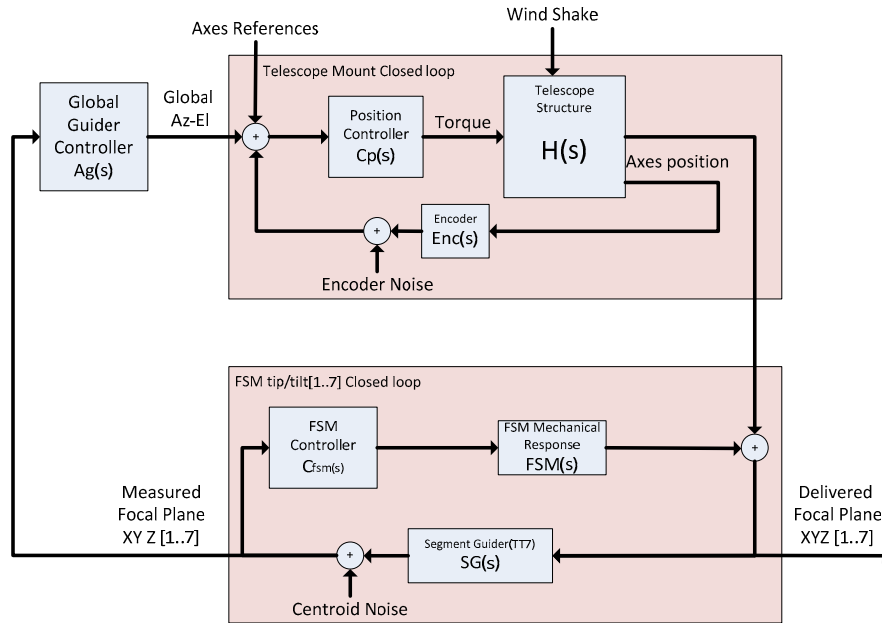 Wind Shake
Axes References
Telescope Mount Closed loop
Global
Guider
Controller
Ag(s)
Global
Az-El
+
Position
Controller
Cp(s)
Torque
Telescope
Structure
H(s)
Axes position
Encoder
Enc(s)
+
Encoder Noise
FSM tip/tilt[1..7] Closed loop
FSM
Controller
Cfsm(s)
FSM Mechanical
Response
FSM(s)
+
Measured
Focal Plane
XY Z [1..7]
Delivered
Focal Plane
XYZ [1..7]
Segment Guider(TT7)
SG(s)
+
Centroid Noise